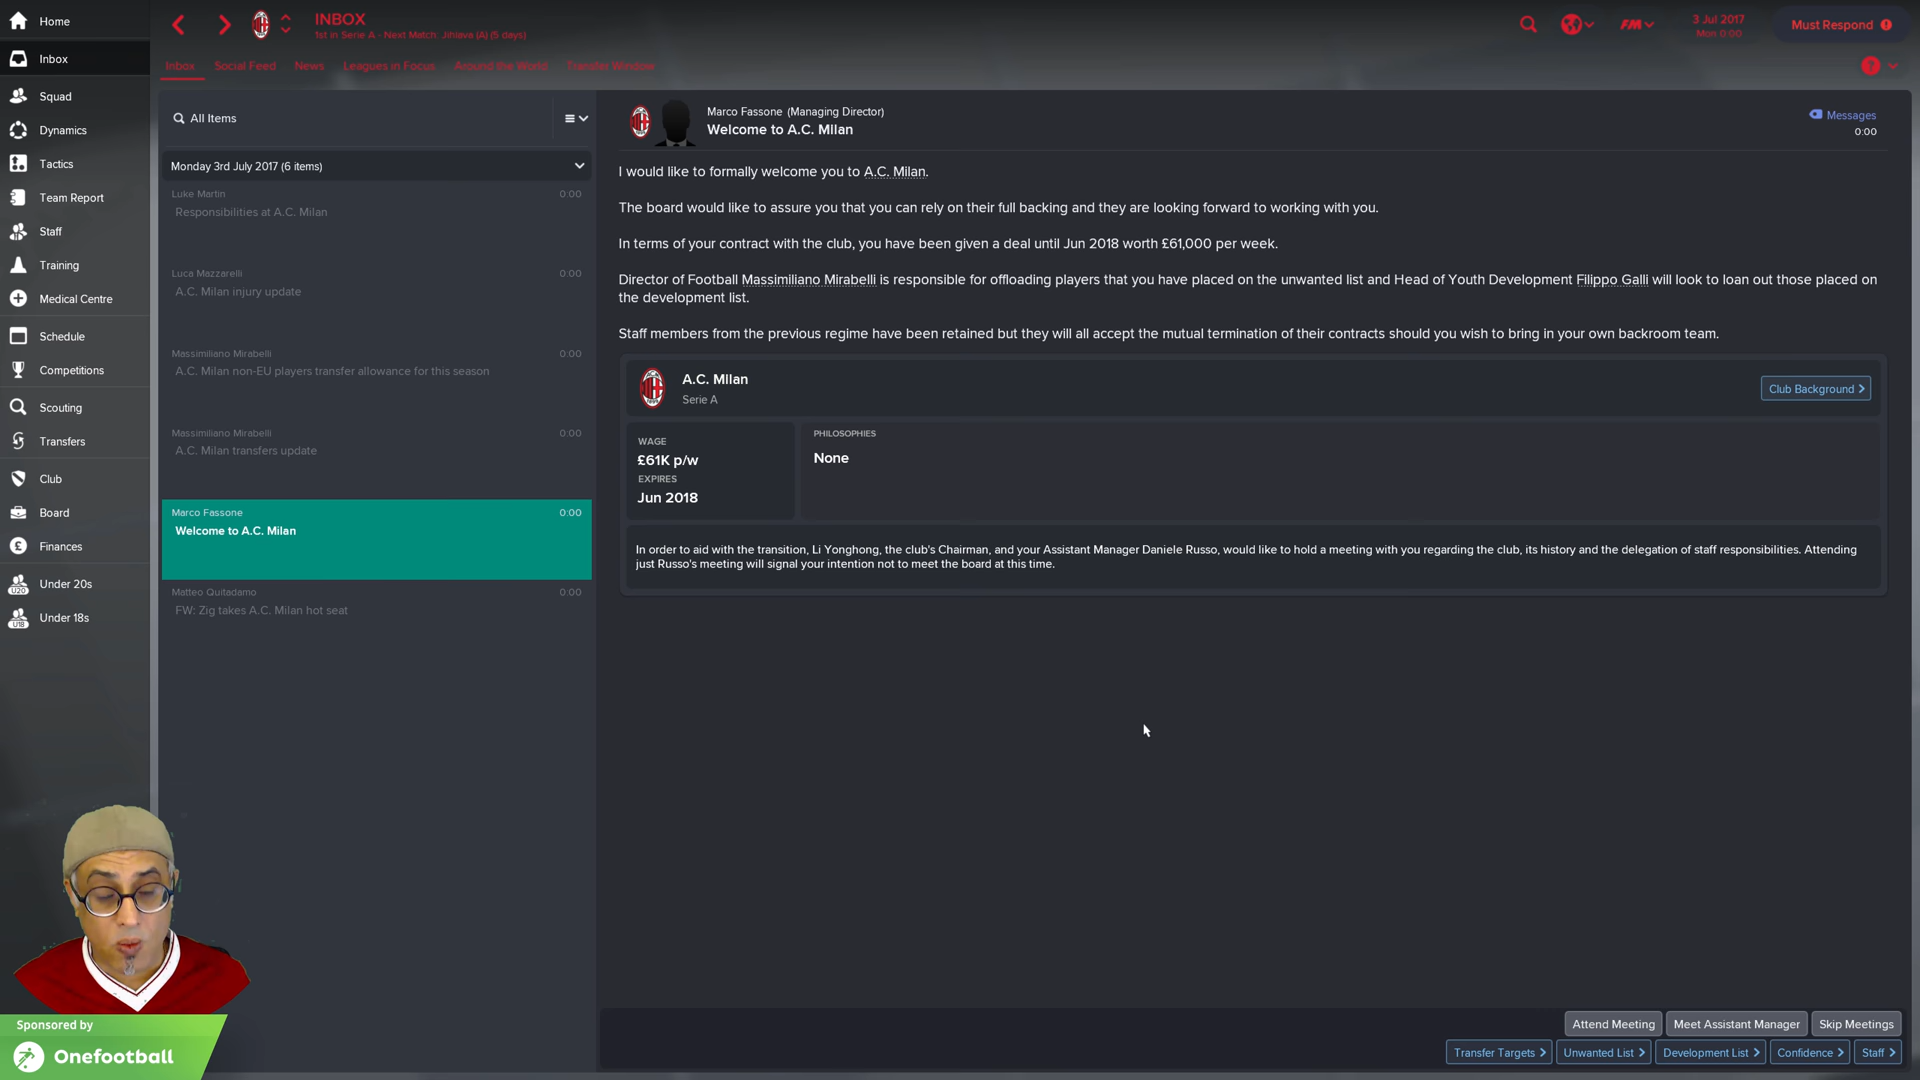 Home
Inbox
Squad
Dynamics
Tactics
Team Report
Staff
Training
Medical Centre
Schedule
Competitions
Scouting
Transfers
Club
Board
Finances
Under 20s
Under 18s
INBOX
1st in Serie A - Next Match: Jihlava (A) (5 days)
FM
3 Jul 2017
Mon 0:00
Must Respond
Inbox
Social Feed
News
Leagues in Focus
Around the World
Transfer Window
All Items
Monday 3rd July 2017 (6 items)
Luke Martin 0:00
Responsibilities at A.C. Milan
Luca Mazzarelli 0:00
A.C. Milan injury update
Massimiliano Mirabelli 0:00
A.C. Milan non-EU players transfer allowance for this season
Massimiliano Mirabelli 0:00
A.C. Milan transfers update
Marco Fassone 0:00
Welcome to A.C. Milan
Matteo Quitadamo 0:00
FW: Zig takes A.C. Milan hot seat
Marco Fassone (Managing Director)
Welcome to A.C. Milan
Messages
0:00
I would like to formally welcome you to A.C. Milan.
The board would like to assure you that you can rely on their full backing and they are looking forward to working with you.
In terms of your contract with the club, you have been given a deal until Jun 2018 worth £61,000 per week.
Director of Football Massimiliano Mirabelli is responsible for offloading players that you have placed on the unwanted list and Head of Youth Development Filippo Galli will look to loan out those placed on
the development list.
Staff members from the previous regime have been retained but they will all accept the mutual termination of their contracts should you wish to bring in your own backroom team.
A.C. Milan
Serie A
Club Background
WAGE
£61K p/w
EXPIRES
Jun 2018
PHILOSOPHIES
None
In order to aid with the transition, Li Yonghong, the club's Chairman, and your Assistant Manager Daniele Russo, would like to hold a meeting with you regarding the club, its history and the delegation of staff responsibilities. Attending
just Russo's meeting will signal your intention not to meet the board at this time.
Attend Meeting
Meet Assistant Manager
Skip Meetings
Transfer Targets
Unwanted List
Development List
Confidence
Staff
Sponsored by
Onefootball